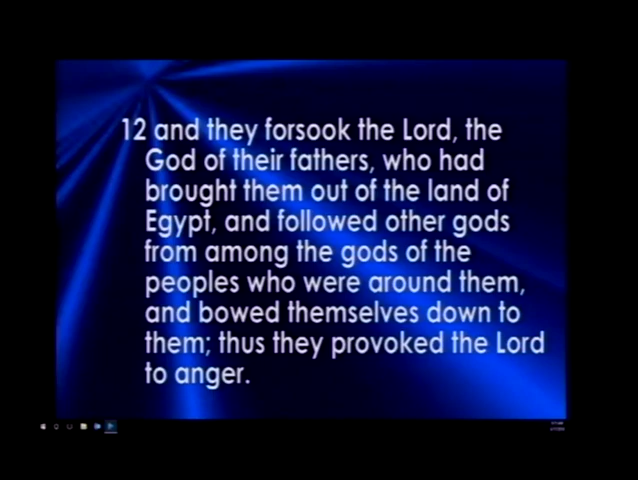 12 and they forsook the Lord, the
God of their fathers, who had
brought them out of the land of
Egypt, and followed other gods
from among the gods of the
peoples who were around them,
and bowed themselves down to
them; thus they provoked the Lord
to anger.